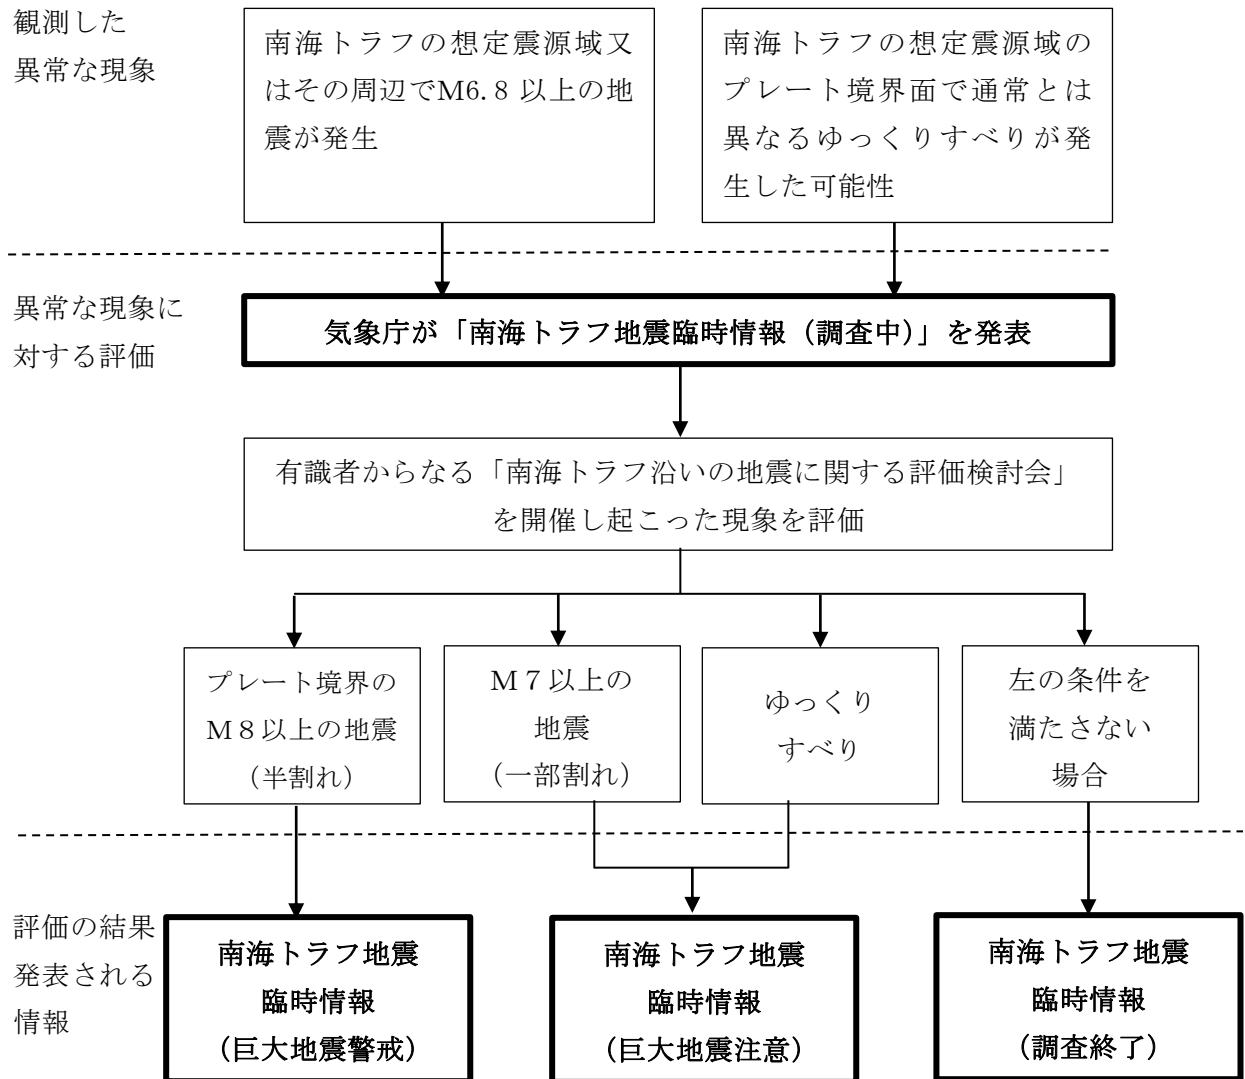 観測した
異常な現象
南海トラフの想定震源域又
はその周辺でM6.8 以上の地
震が発生
南海トラフの想定震源域の
プレート境界面で通常とは
異なるゆっくりすべりが発
生した可能性
異常な現象に
対する評価
気象庁が「南海トラフ地震臨時情報（調査中）」を発表
有識者からなる「南海トラフ沿いの地震に関する評価検討会」
を開催し起こった現象を評価
プレート境界の
Ｍ８以上の地震
（半割れ）
Ｍ７以上の
地震
（一部割れ）
ゆっくり
すべり
左の条件を
満たさない
場合
評価の結果
発表される
情報
南海トラフ地震
臨時情報
（巨大地震警戒）
南海トラフ地震
臨時情報
（巨大地震注意）
南海トラフ地震
臨時情報
（調査終了）